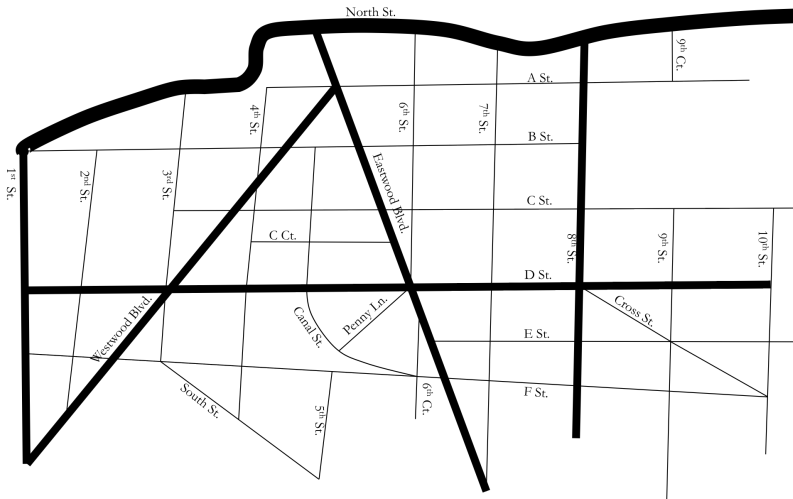 North St.
9th Ct.
A St.
4th St.
6th St.
7th St.
B St.
1st St.
2nd St.
3rd St.
Eastwood Blvd.
C St.
C Ct.
8th St.
9th St.
10th St.
D St.
Westwood Blvd.
Canal St.
Penny Ln.
Cross St.
E St.
South St.
5th St.
6th Ct.
F St.